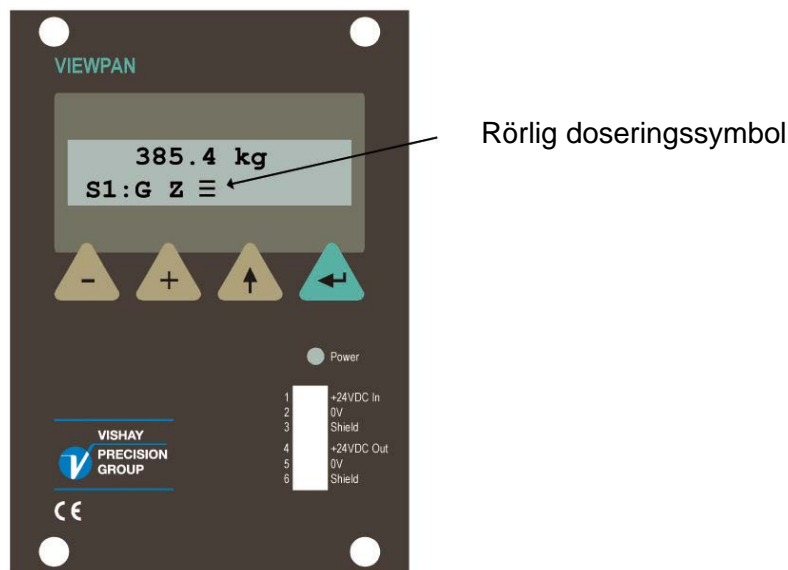 VIEWPAN
Rörlig doseringssymbol
385.4 kg
S1:G Z ☰
- + ↑ ↵
Power
1 +24VDC In
2 0V
3 Shield
4 +24VDC Out
5 0V
6 Shield
VISHAY
PRECISION
GROUP
CE